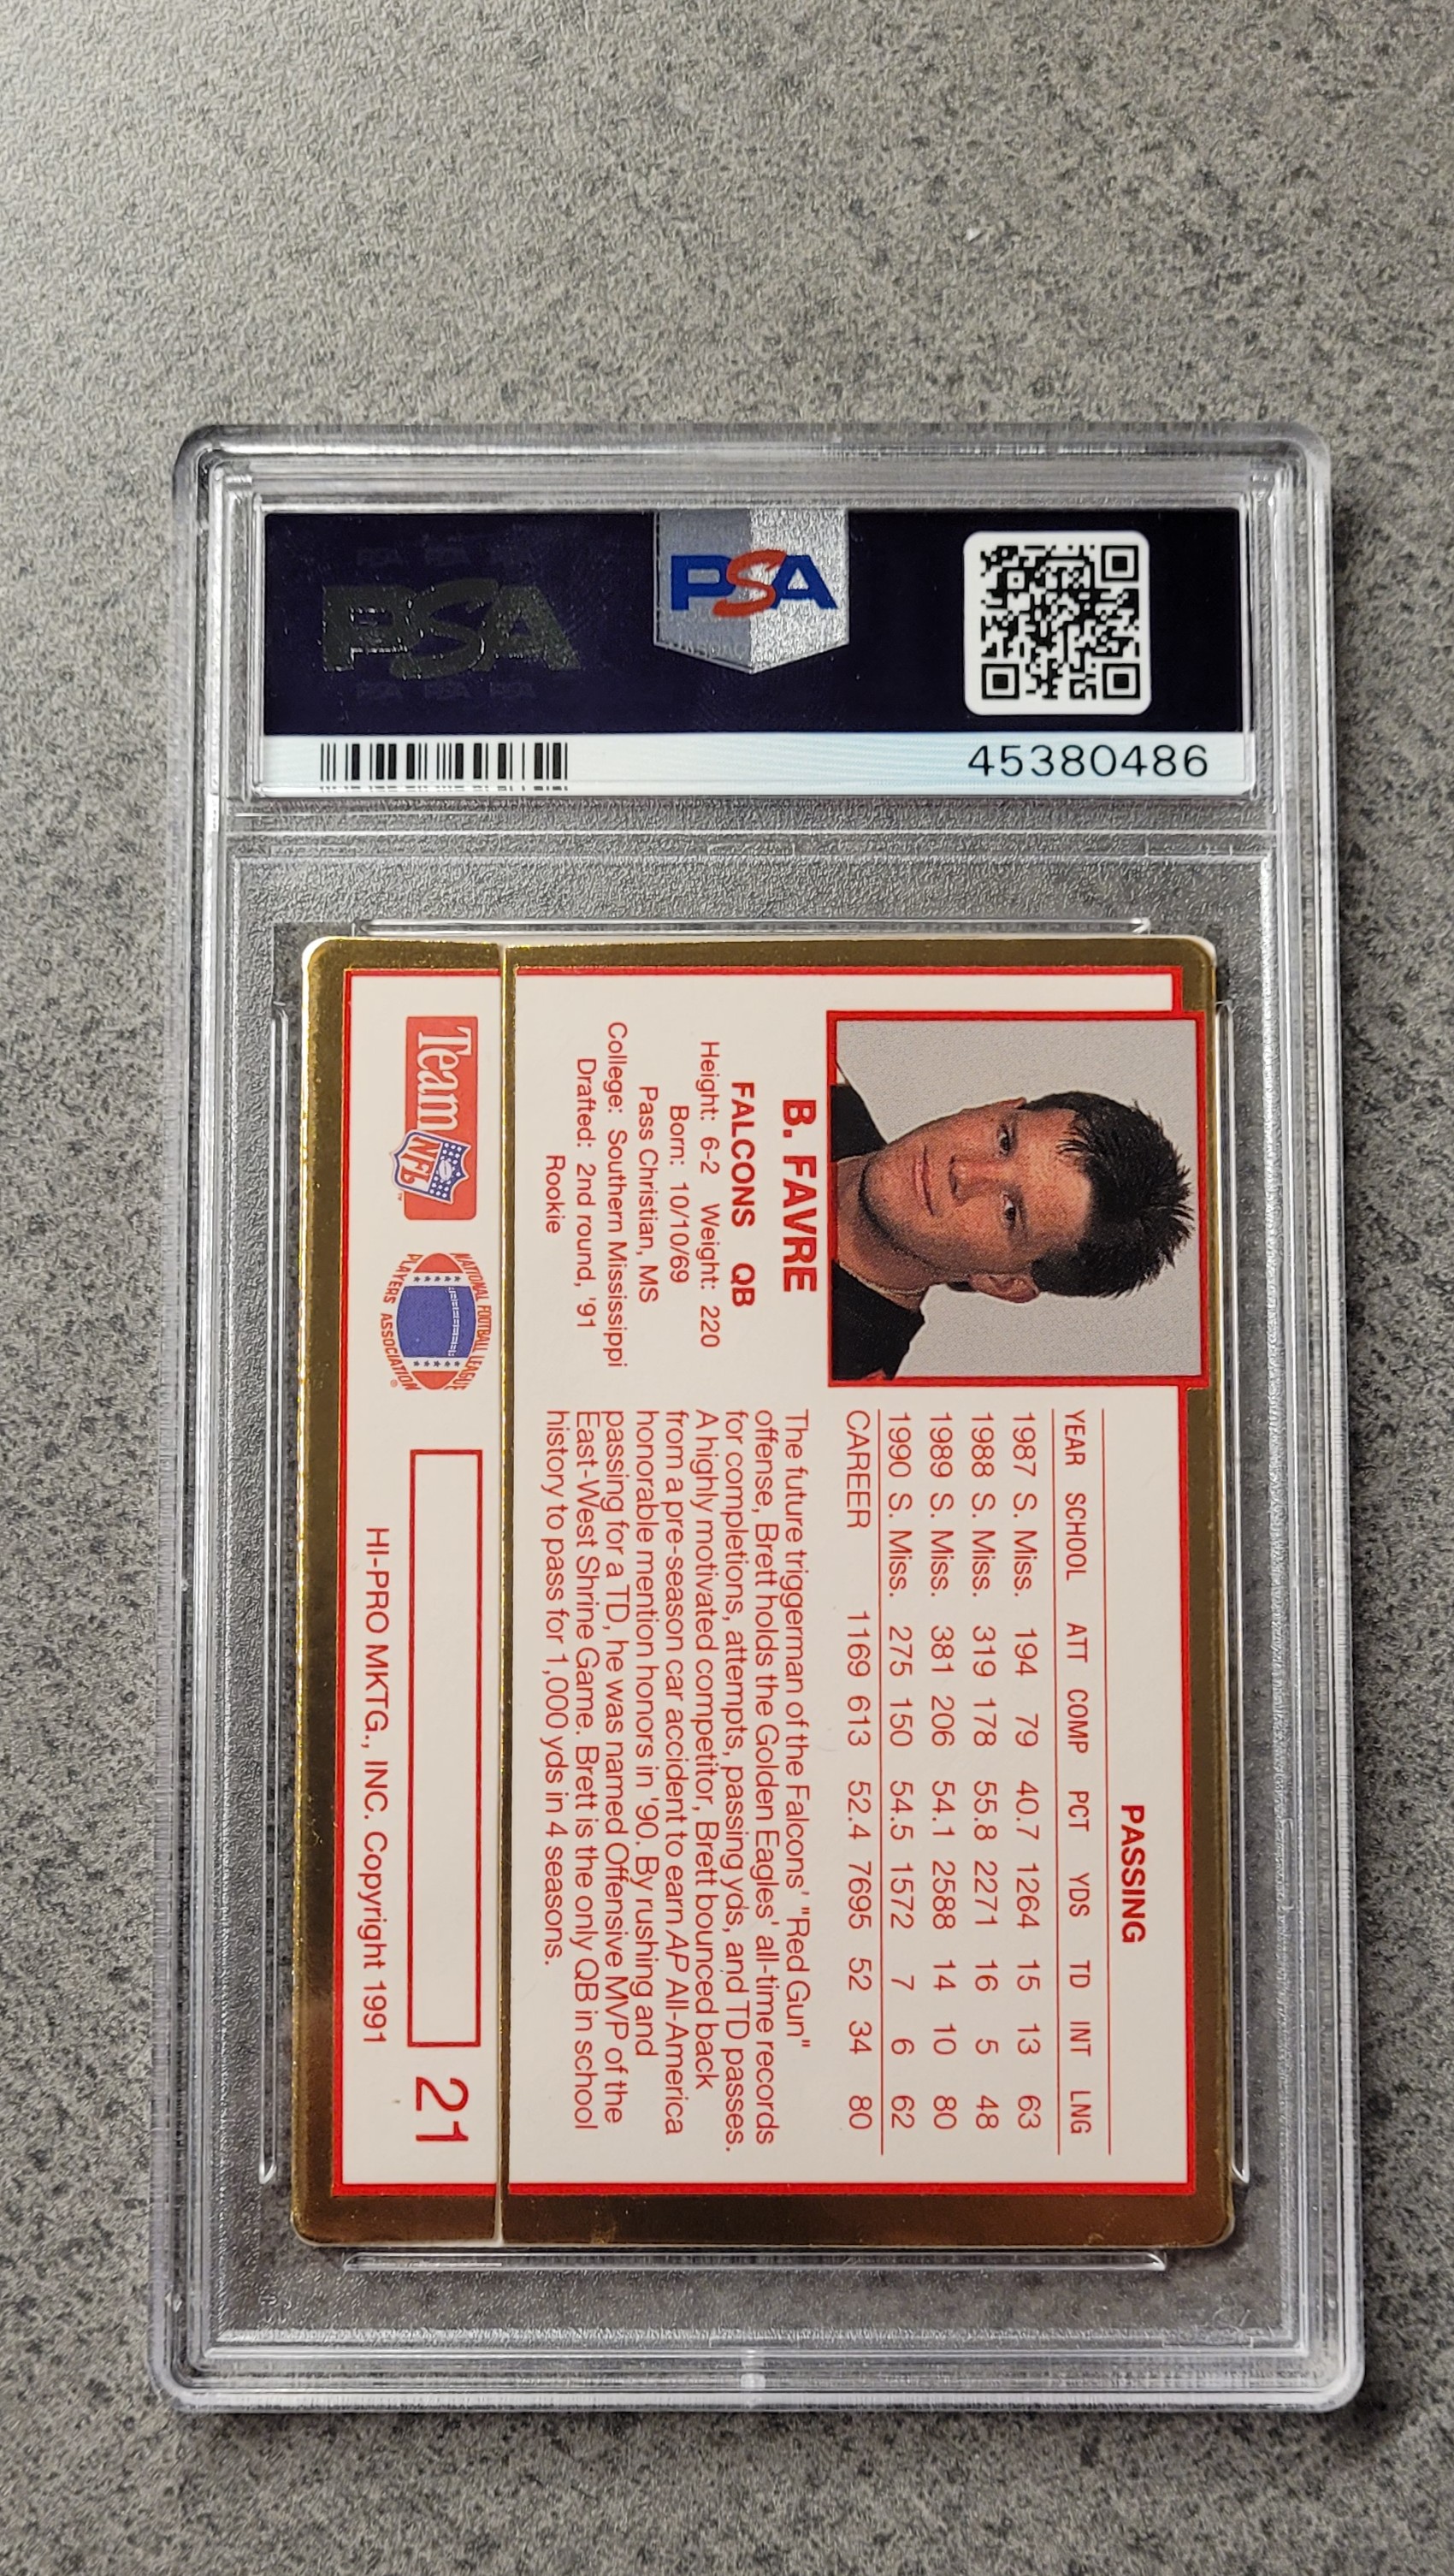 PSA
PSA
45380486
PASSING
YEAR SCHOOL ATT COMP PCT YDS TD INT LNG
1987 S. Miss. 194 79 40.7 1264 15 13 63
1988 S. Miss. 319 178 55.8 2271 16 5 48
1989 S. Miss. 381 206 54.1 2588 14 10 80
1990 S. Miss. 275 150 54.5 1572 7 6 62
CAREER 1169 613 52.4 7695 52 34 80
B. FAVRE
FALCONS QB
Height: 6-2 Weight: 220
Born: 10/10/69
Pass Christian, MS
College: Southern Mississippi
Drafted: 2nd round, '91
Rookie
The future triggerman of the Falcons' "Red Gun"
offense, Brett holds the Golden Eagles' all-time records
for completions, attempts, passing yds, and TD passes.
A highly motivated competitor, Brett bounced back
from a pre-season car accident to earn AP All-America
honorable mention honors in '90. By rushing and
passing for a TD, he was named Offensive MVP of the
East-West Shrine Game. Brett is the only QB in school
history to pass for 1,000 yds in 4 seasons.
Team NFL™
NATIONAL FOOTBALL LEAGUE
PLAYERS ASSOCIATION®
21
HI-PRO MKTG., INC. Copyright 1991